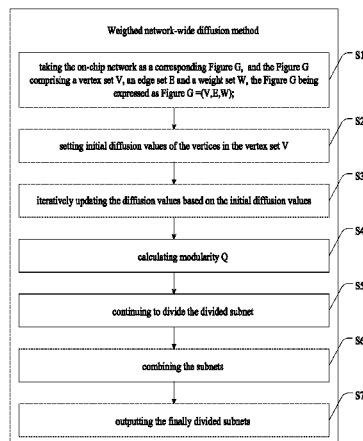 Weigthed network-wide diffusion method
taking the on-chip network as a corresponding Figure G, and the Figure G
comprising a vertex set V, an edge set E and a weight set W, the Figure G being
expressed as Figure G =(V,E,W);
S1
setting initial diffusion values of the vertices in the vertex set V
S2
iteratively updating the diffusion values based on the initial diffusion values
S3
calculating modularity Q
S4
continuing to divide the divided subnet
S5
combining the subnets
S6
outputting the finally divided subnets
S7